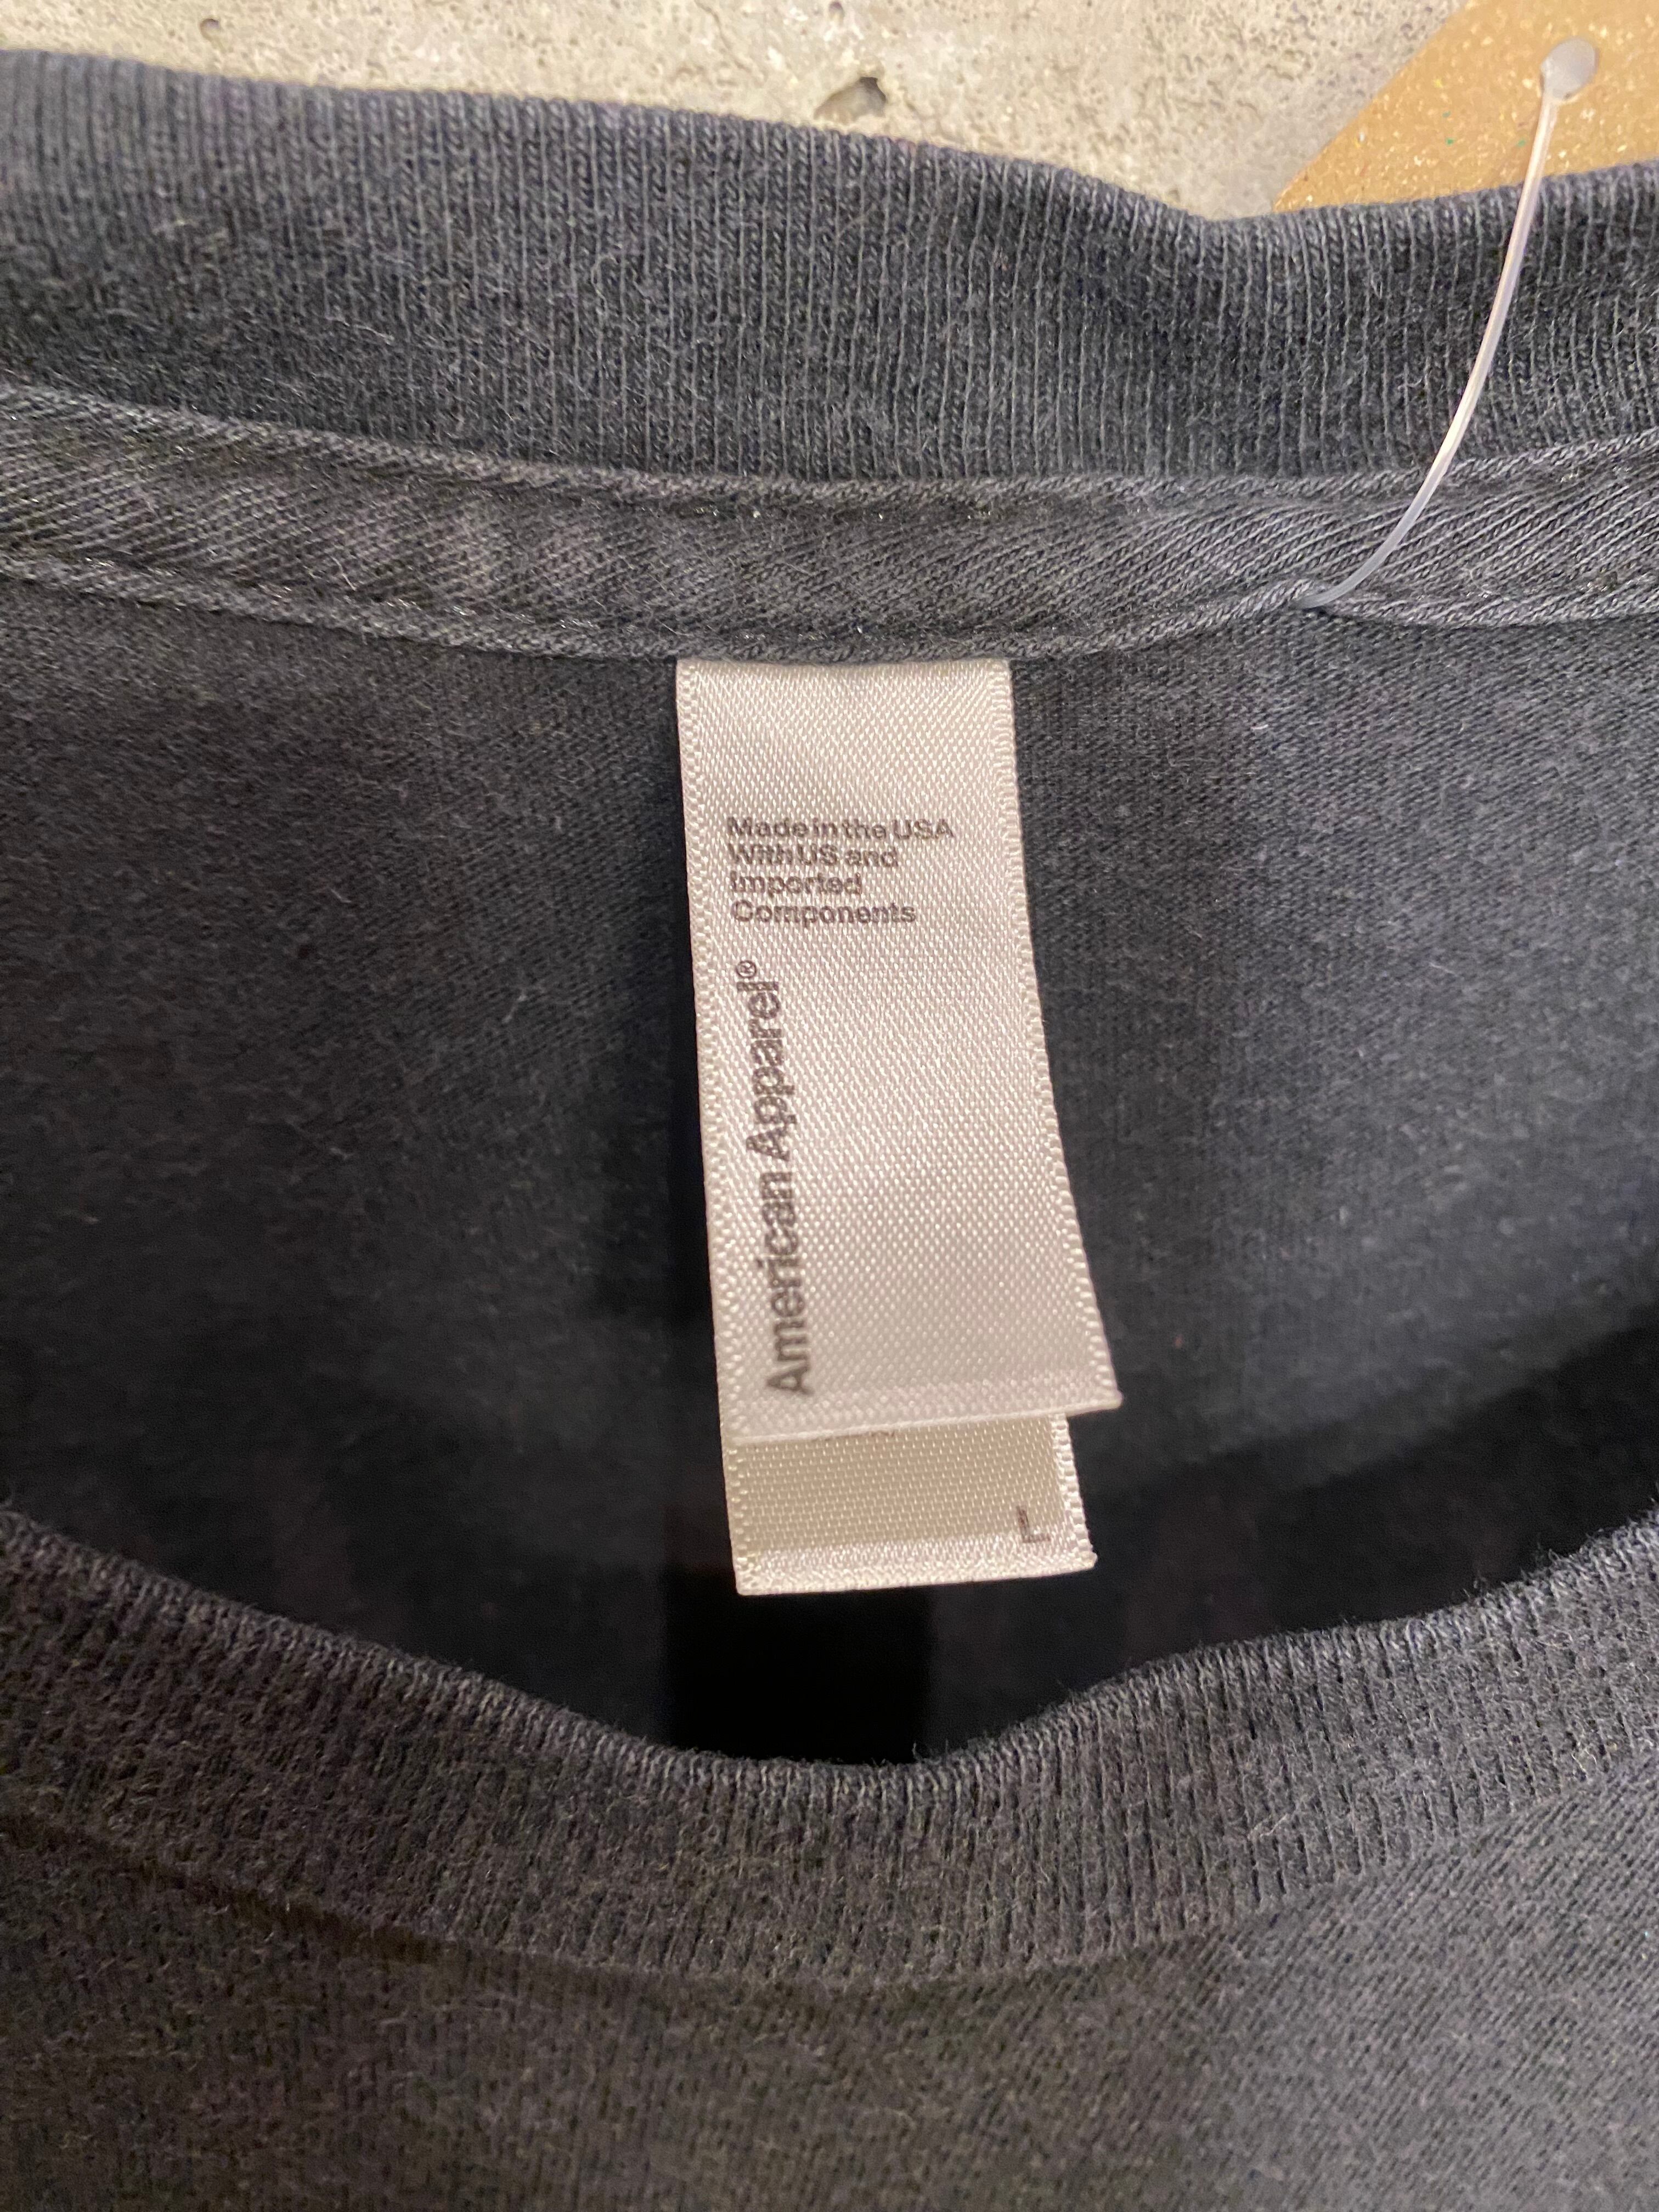 Made in the USA
With US and
Imported
Components
American Apparel®
L